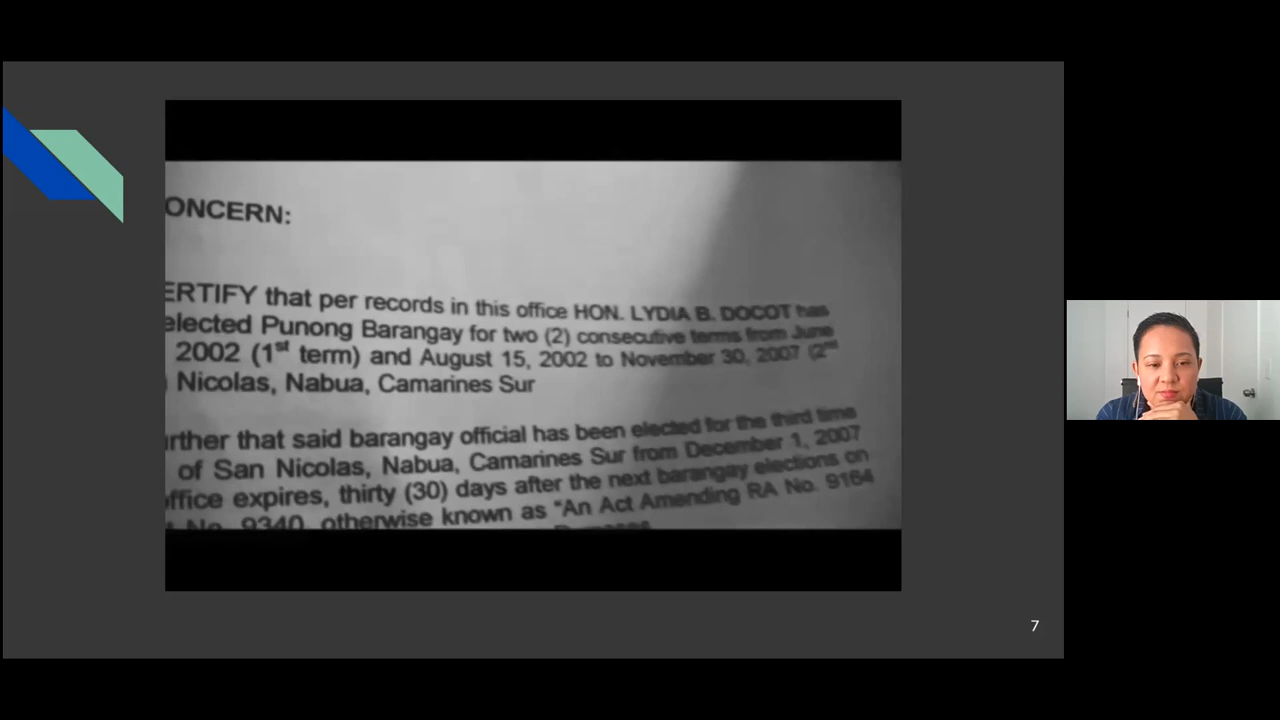 ONCERN:
ERTIFY that per records in this office HON. LYDIA B. DOCOT has
elected Punong Barangay for two (2) consecutive terms from June
2002 (1st term) and August 15, 2002 to November 30, 2007 (2nd
Nicolas, Nabua, Camarines Sur
rther that said barangay official has been elected for the third time
of San Nicolas, Nabua, Camarines Sur from December 1, 2007
ffice expires, thirty (30) days after the next barangay elections on
No. 9340, otherwise known as "An Act Amending RA No. 9164
7